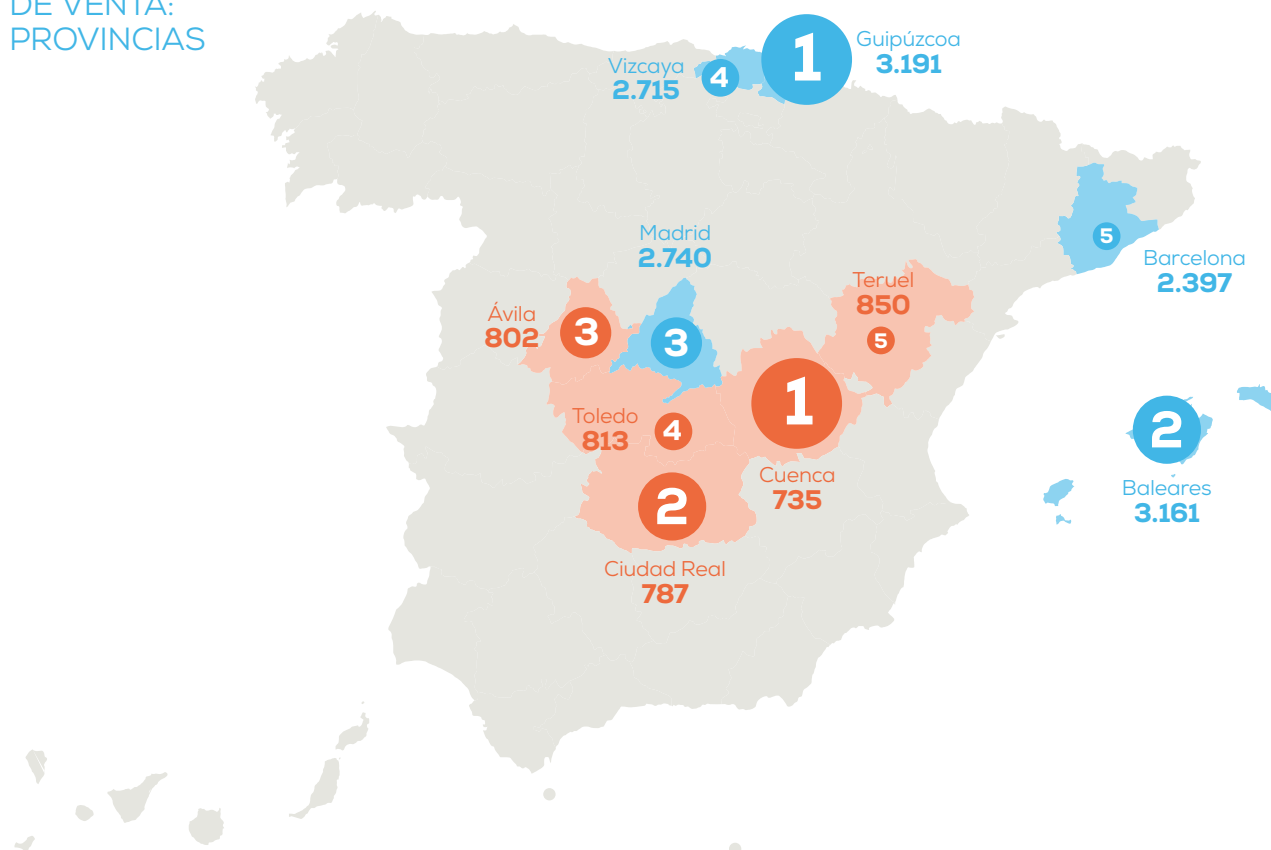 DE VENTA:
PROVINCIAS
1
Guipúzcoa
3.191
Vizcaya
2.715
4
Madrid
2.740
3
5
Barcelona
2.397
Teruel
850
5
Ávila
802
3
1
Cuenca
735
Toledo
813
4
2
Baleares
3.161
2
Ciudad Real
787